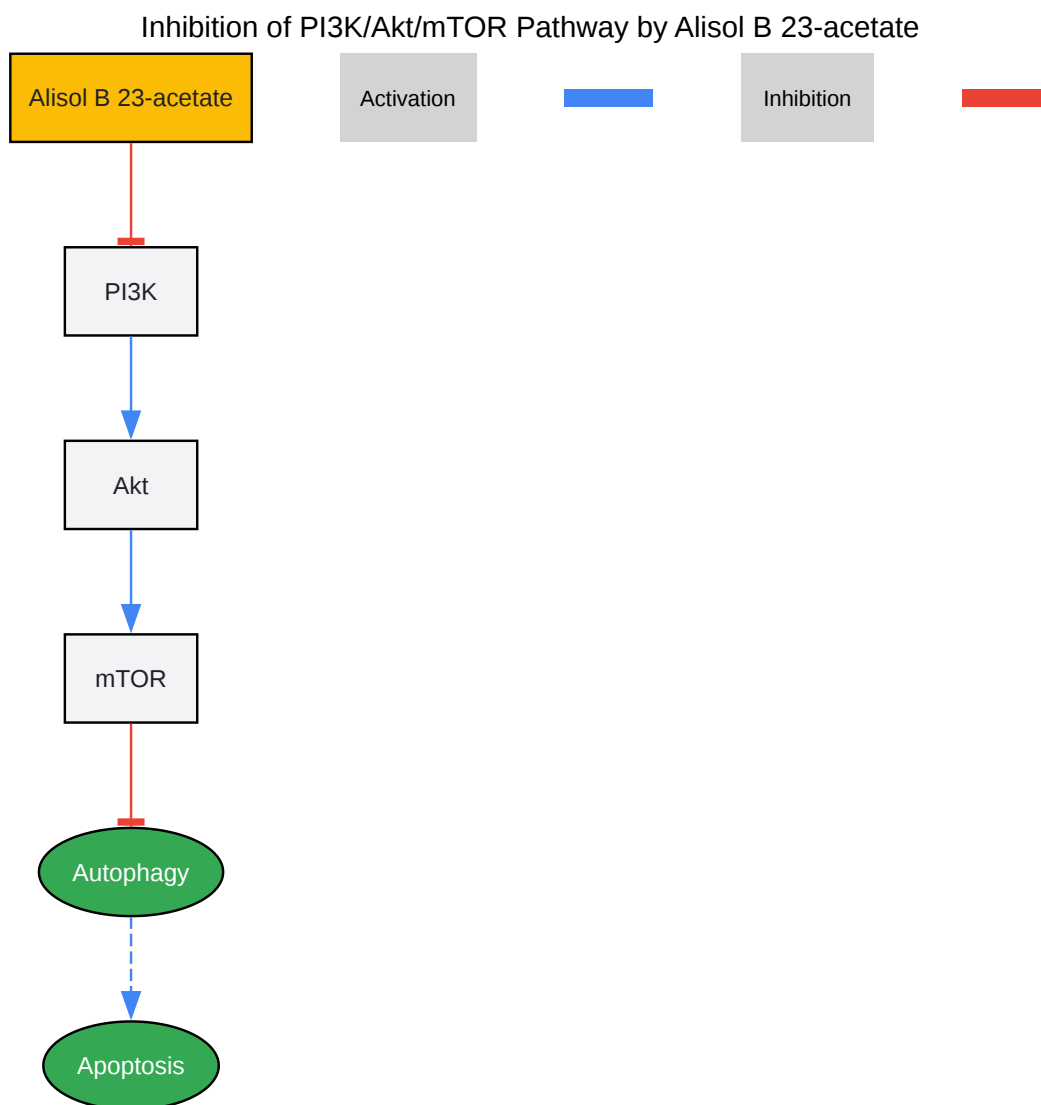 Inhibition of PI3K/Akt/mTOR Pathway by Alisol B 23-acetate
Alisol B 23-acetate
Activation
Inhibition
PI3K
Akt
mTOR
Autophagy
Apoptosis